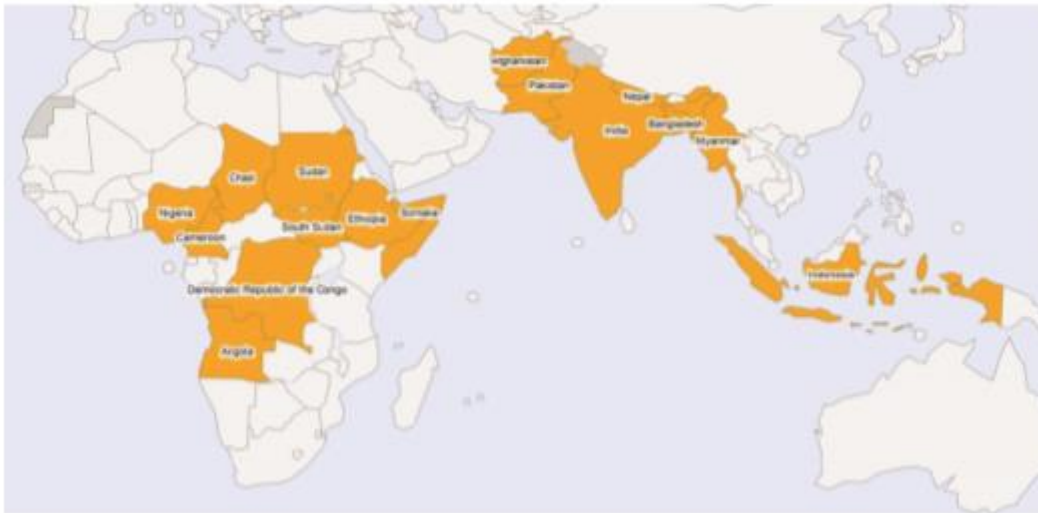 Afghanistan
Pakistan
Nepal
India
Bangladesh
Myanmar
Chad
Sudan
Nigeria
Cameroon
South Sudan
Ethiopia
Somalia
Democratic Republic of the Congo
Angola
Indonesia